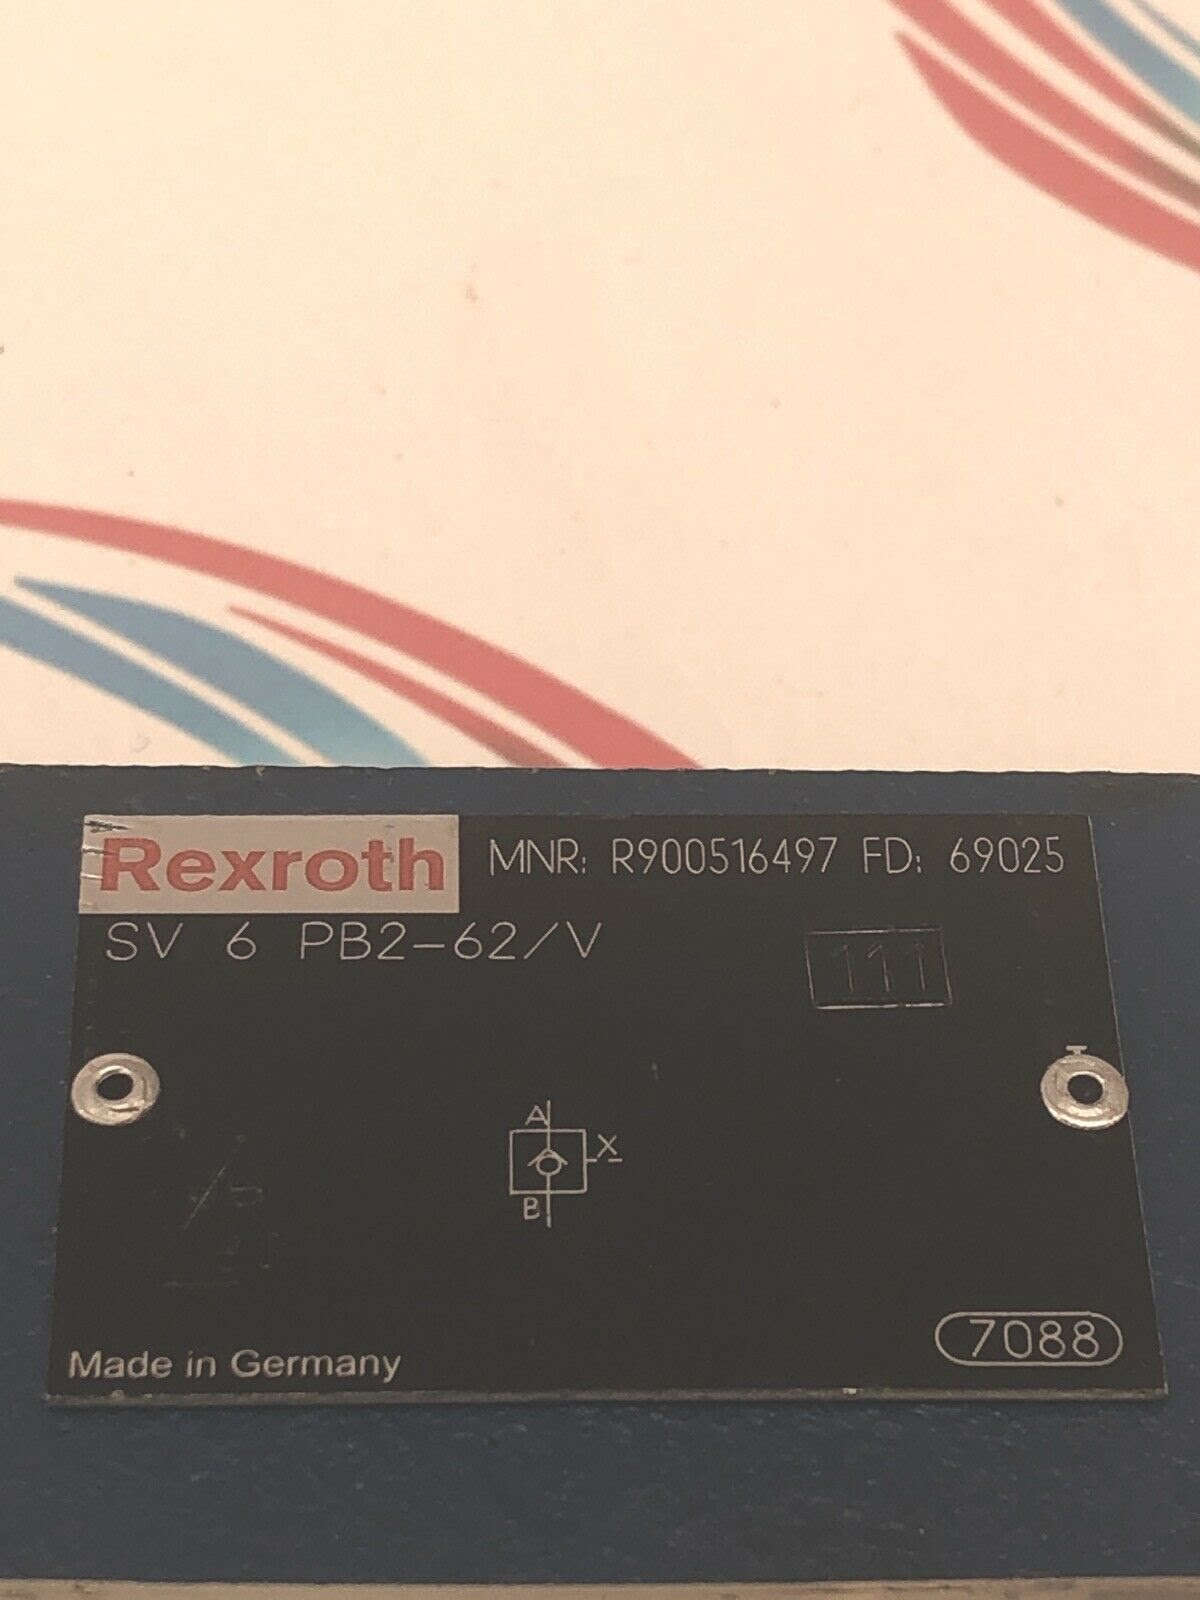 Rexroth MNR: R900516497 FD: 69025
SV 6 PB2-62/V
111
A
X
B
7088
Made in Germany